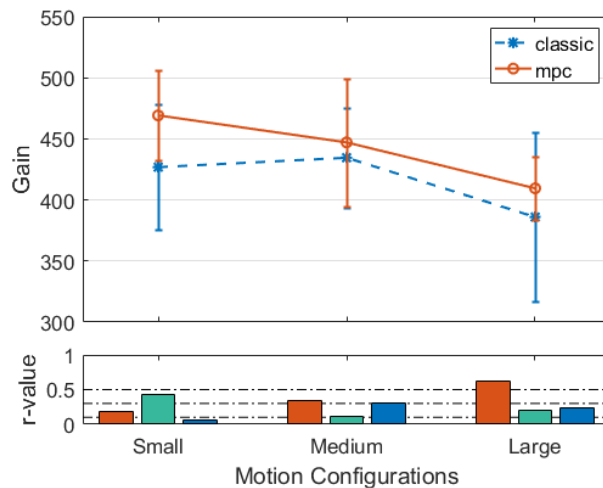 550
500
450
400
350
300
Gain
classic
mpc
1
0.5
0
r-value
Small Medium Large
Motion Configurations